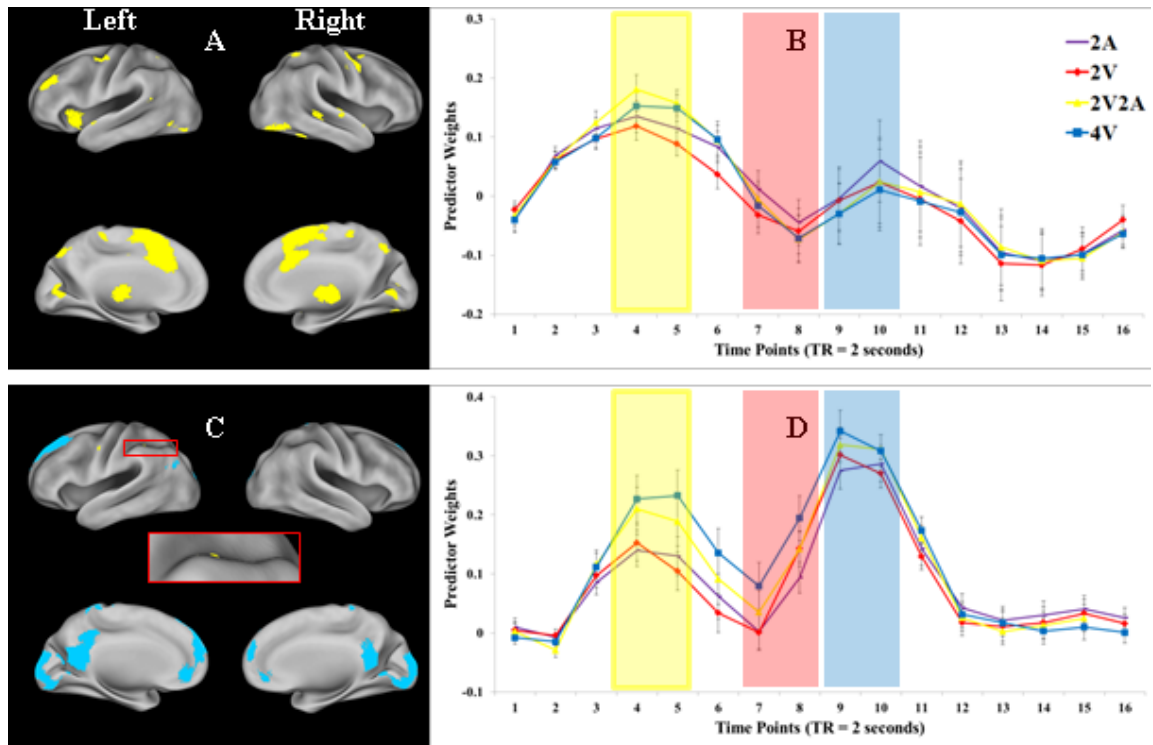 Left Right
A
B
2A
2V
2V2A
4V
Predictor Weights
0.3
0.2
0.1
0
-0.1
-0.2
1 2 3 4 5 6 7 8 9 10 11 12 13 14 15 16
Time Points (TR = 2 seconds)
C
D
Predictor Weights
0.4
0.3
0.2
0.1
0
-0.1
1 2 3 4 5 6 7 8 9 10 11 12 13 14 15 16
Time Points (TR = 2 seconds)